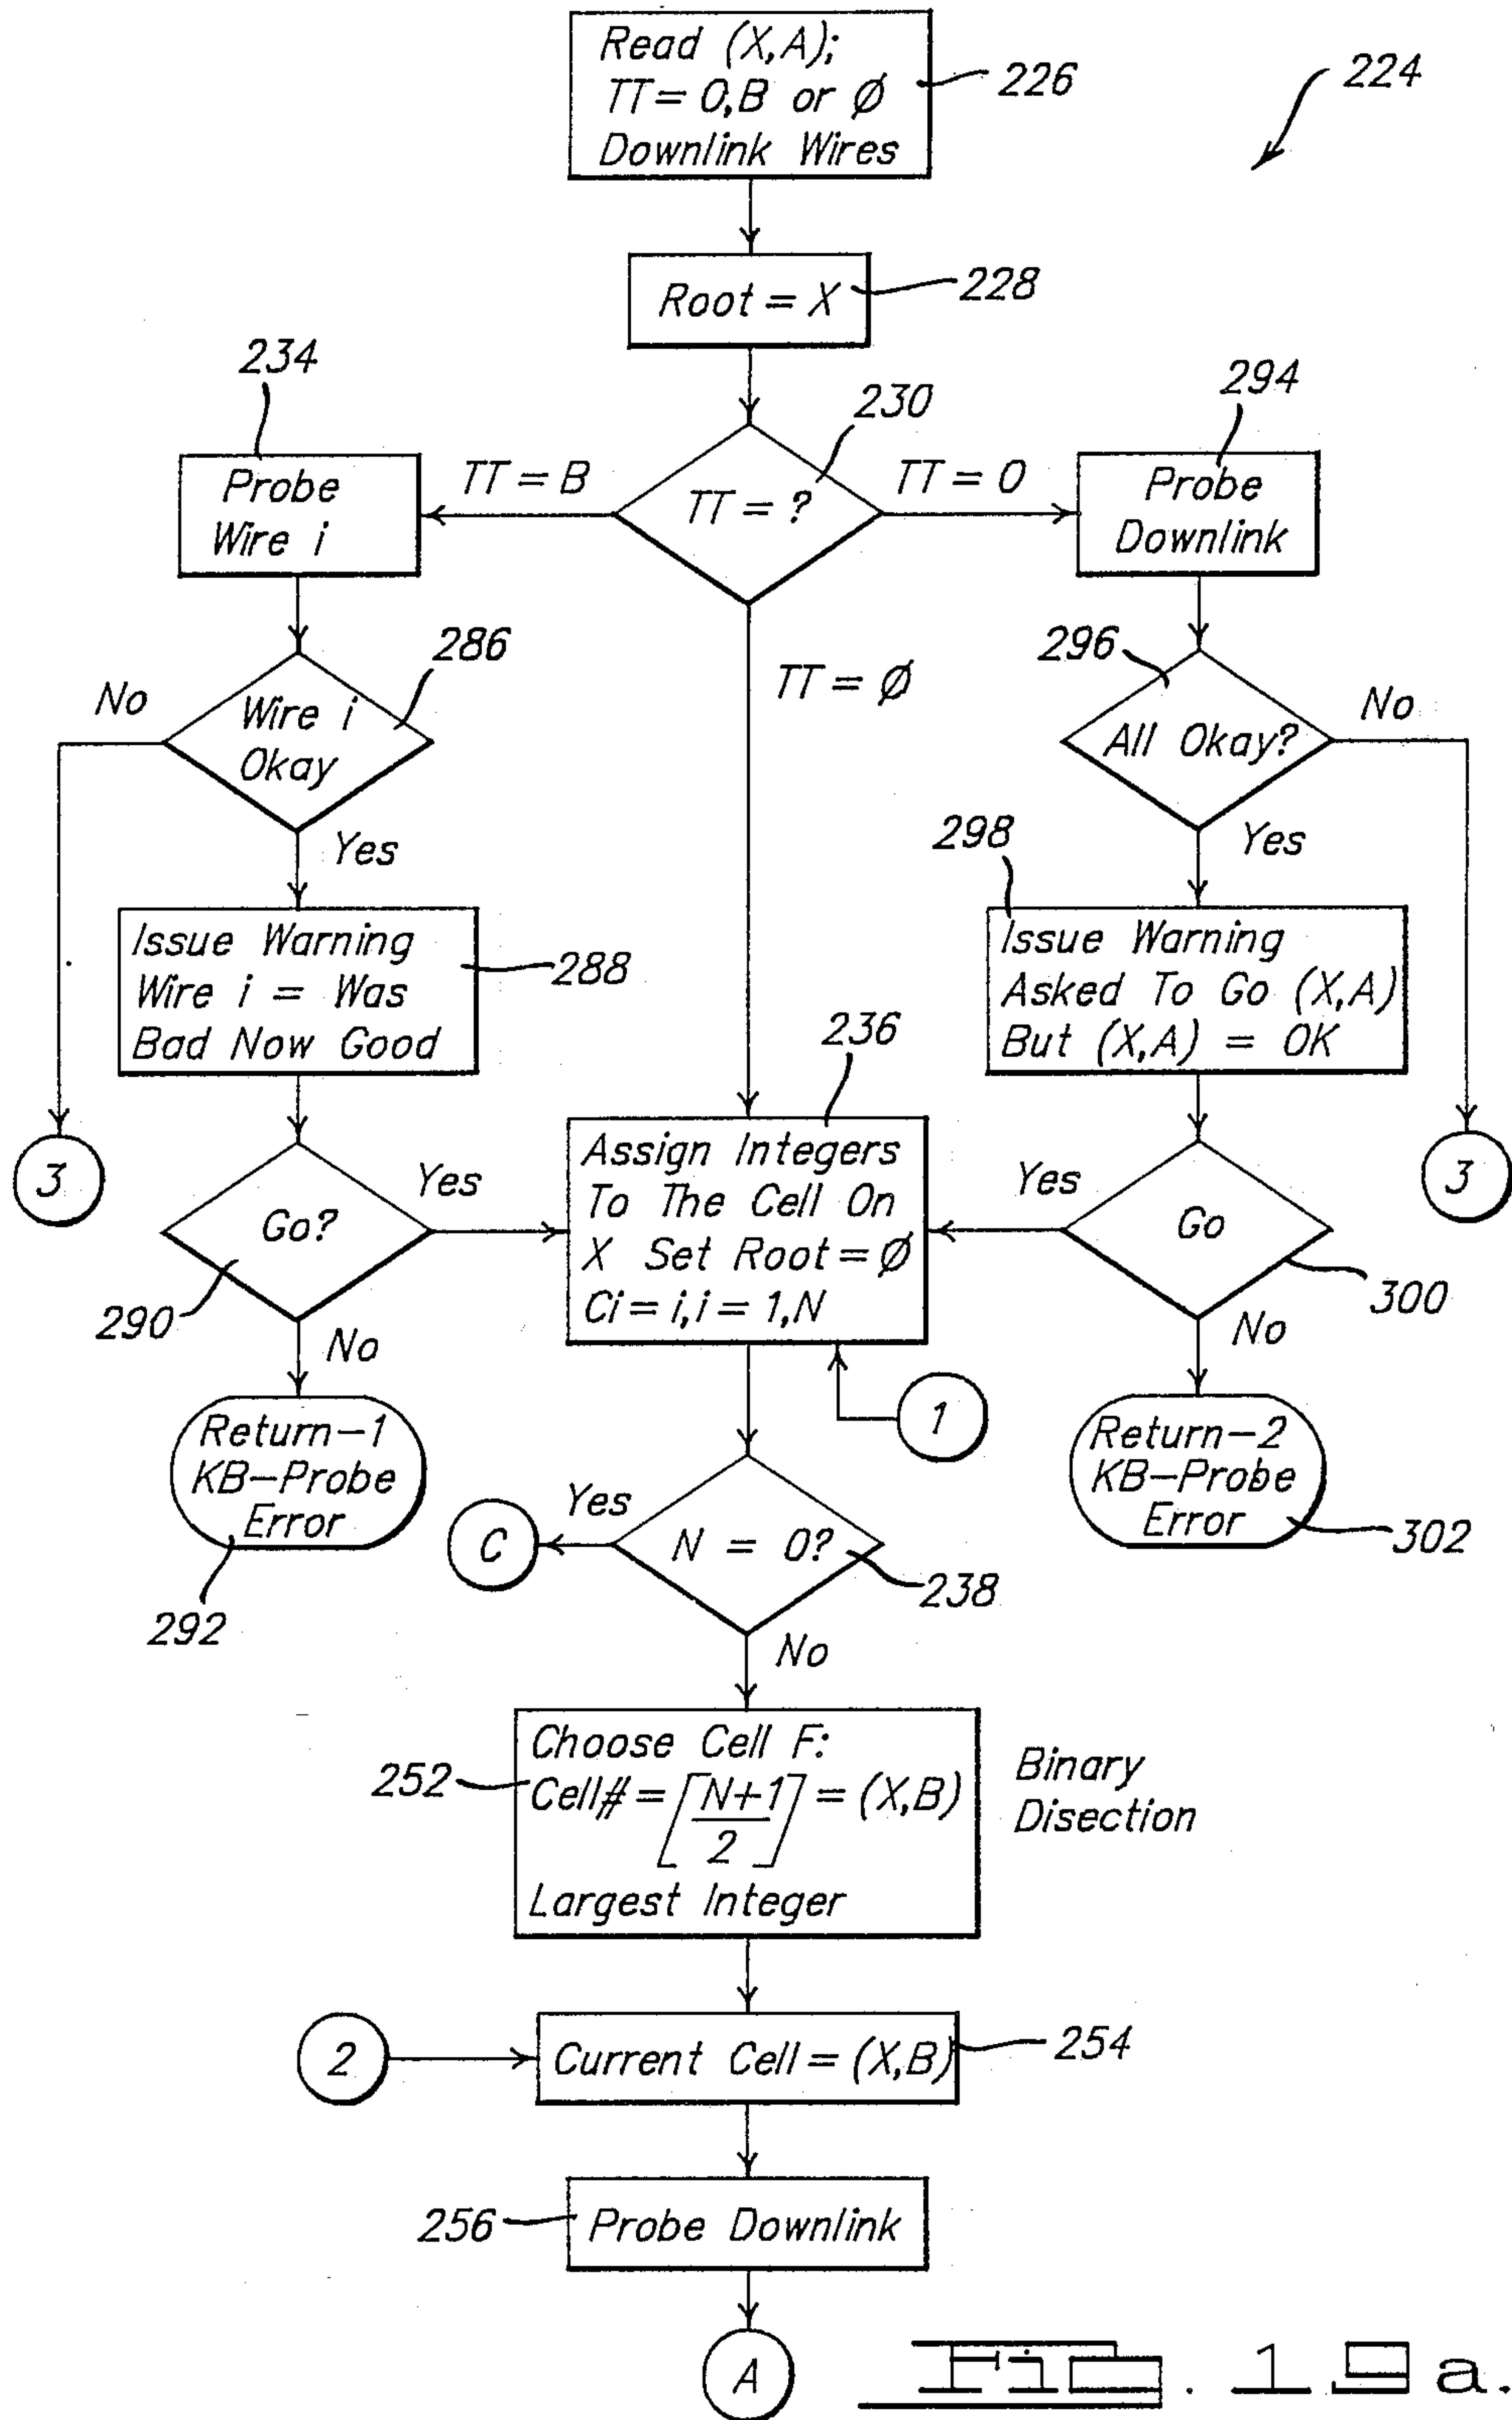 Read (X,A);
TT = 0,B or Ø
Downlink Wires
226
224
Root = X
228
234
230
294
Probe
Wire i
TT = B
TT = ?
TT = 0
Probe
Downlink
286
296
No
Wire i
Okay
TT = Ø
All Okay?
No
Yes
298
Yes
Issue Warning
Wire i = Was
Bad Now Good
288
236
Issue Warning
Asked To Go (X,A)
But (X,A) = OK
3
Go?
Yes
Assign Integers
To The Cell On
X Set Root = Ø
Ci = i, i = 1,N
Yes
Go
3
290
300
No
No
Return-1
KB-Probe
Error
1
Return-2
KB-Probe
Error
292
302
Yes
C
N = 0?
238
No
252
Choose Cell F:
Cell# = [N+1/2] = (X,B)
Largest Integer
Binary
Disection
2
Current Cell = (X,B)
254
256
Probe Downlink
A
FIG. 19a.